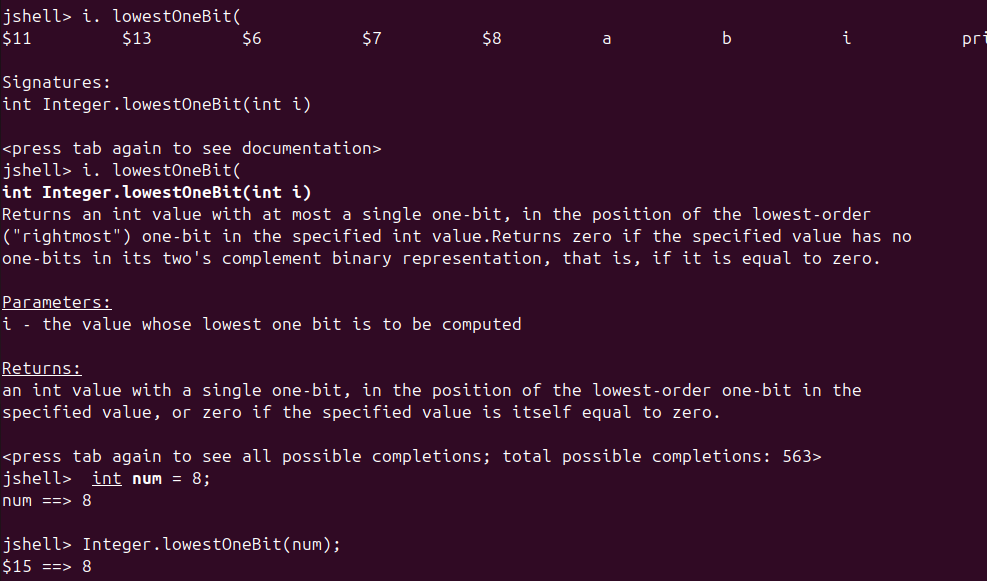 jshell> i. lowestOneBit(
$11 $13 $6 $7 $8 a b i pri
Signatures:
int Integer.lowestOneBit(int i)
<press tab again to see documentation>
jshell> i. lowestOneBit(
int Integer.lowestOneBit(int i)
Returns an int value with at most a single one-bit, in the position of the lowest-order
("rightmost") one-bit in the specified int value.Returns zero if the specified value has no
one-bits in its two's complement binary representation, that is, if it is equal to zero.
Parameters:
i - the value whose lowest one bit is to be computed
Returns:
an int value with a single one-bit, in the position of the lowest-order one-bit in the
specified value, or zero if the specified value is itself equal to zero.
<press tab again to see all possible completions; total possible completions: 563>
jshell>  int num = 8;
num ==> 8
jshell> Integer.lowestOneBit(num);
$15 ==> 8